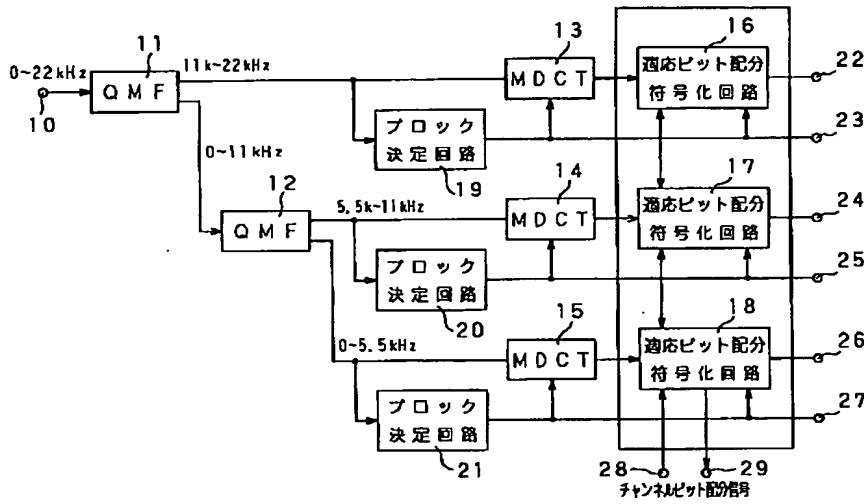 0~22kHz
10
11
QMF
11k~22kHz
13
MDCT
16
適応ビット配分
符号化回路
22
23
ブロック
決定回路
19
0~11kHz
12
QMF
5.5k~11kHz
14
MDCT
17
適応ビット配分
符号化回路
24
25
ブロック
決定回路
20
0~5.5kHz
15
MDCT
18
適応ビット配分
符号化回路
26
27
ブロック
決定回路
21
28
29
チャンネルビット配分信号